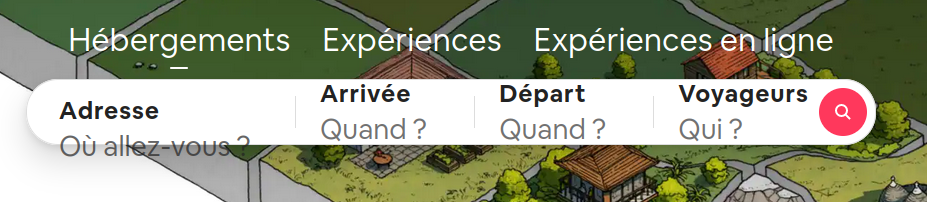 Hébergements Expériences Expériences en ligne
Adresse Arrivée Départ Voyageurs
Où allez-vous ? Quand ? Quand ? Qui ?